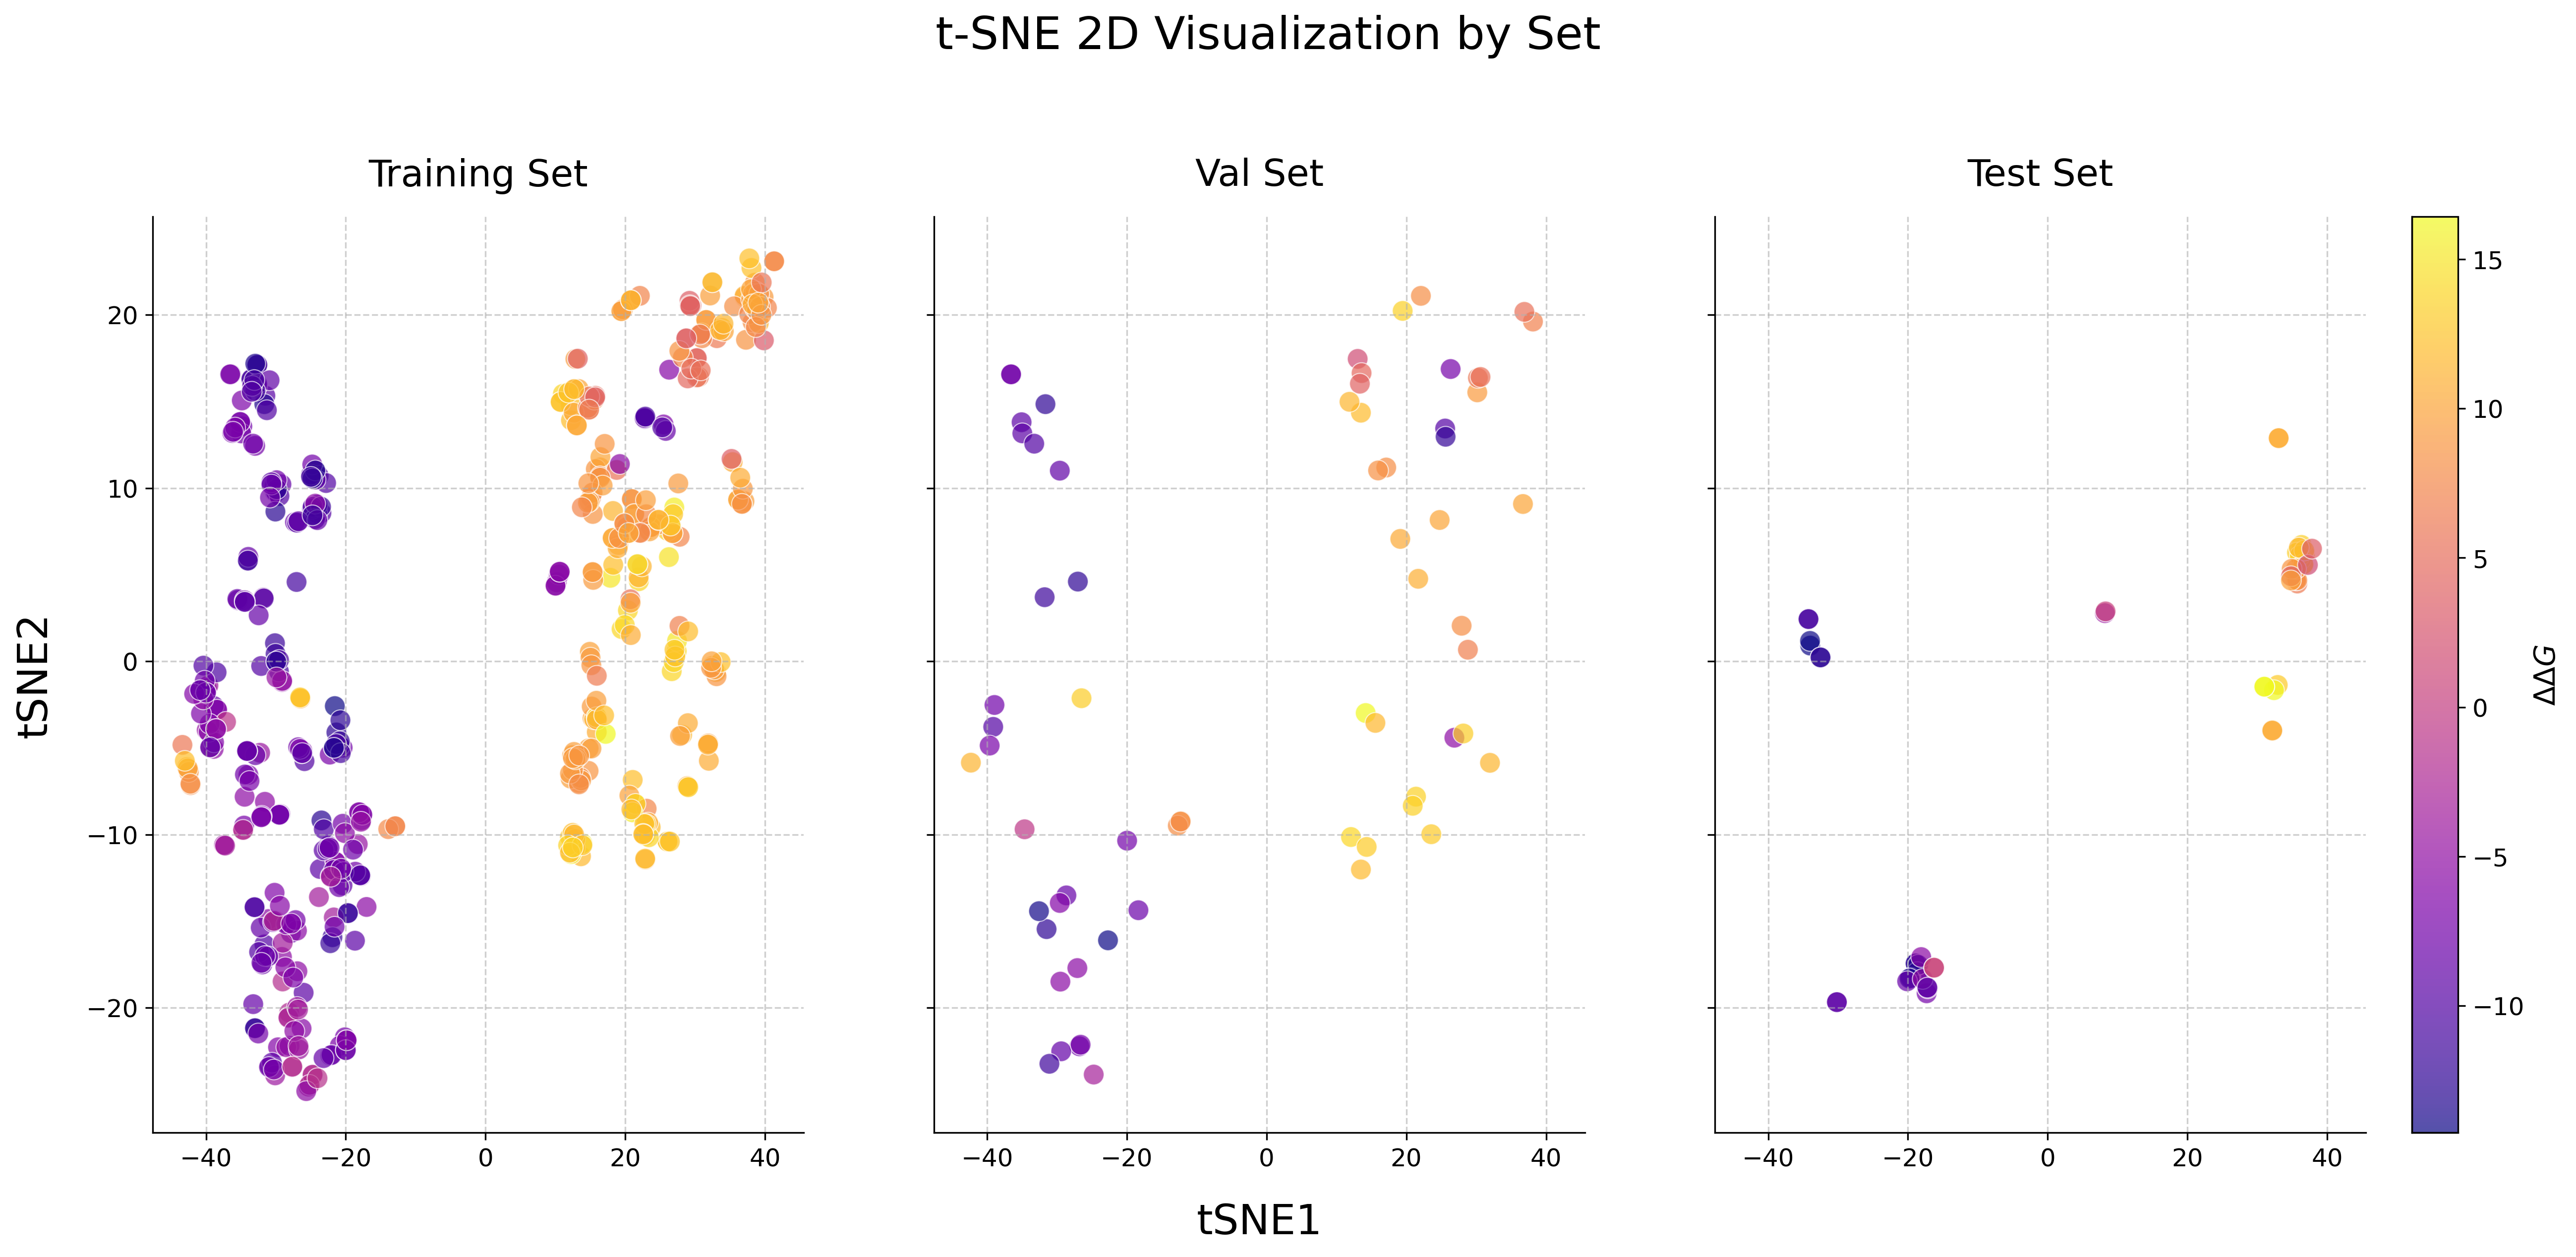 t-SNE 2D Visualization by Set
Training Set
Val Set
Test Set
tSNE2
20
10
0
−10
−20
−40 −20 0 20 40
−40 −20 0 20 40
−40 −20 0 20 40
tSNE1
15
10
5
0
−5
−10
ΔΔG